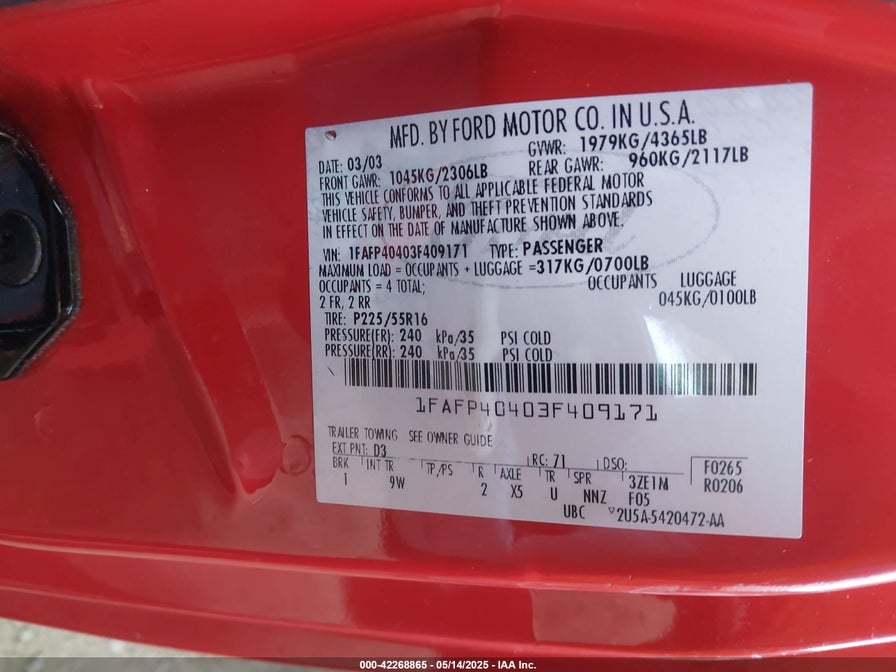 MFD. BY FORD MOTOR CO. IN U.S.A.
DATE: 03/03 GVWR: 1979KG/4365LB
FRONT GAWR: 1045KG/2306LB REAR GAWR: 960KG/2117LB
THIS VEHICLE CONFORMS TO ALL APPLICABLE FEDERAL MOTOR
VEHICLE SAFETY, BUMPER, AND THEFT PREVENTION STANDARDS
IN EFFECT ON THE DATE OF MANUFACTURE SHOWN ABOVE.
VIN: 1FAFP40403F409171 TYPE: PASSENGER
MAXIMUM LOAD = OCCUPANTS + LUGGAGE =317KG/0700LB
OCCUPANTS = 4 TOTAL; OCCUPANTS LUGGAGE
2 FR, 2 RR 045KG/0100LB
TIRE: P225/55R16
PRESSURE(FR): 240 kPa/35 PSI COLD
PRESSURE(RR): 240 kPa/35 PSI COLD
1FAFP40403F409171
TRAILER TOWING SEE OWNER GUIDE
EXT PNT: D3 RC: 71 DSO: F0265
BRK INT TR TP/PS R AXLE TR SPR 3ZE1M R0206
1 9W 2 X5 U NNZ F05
UBC 2U5A-5420472-AA
000-42268865 - 05/14/2025 - IAA Inc.